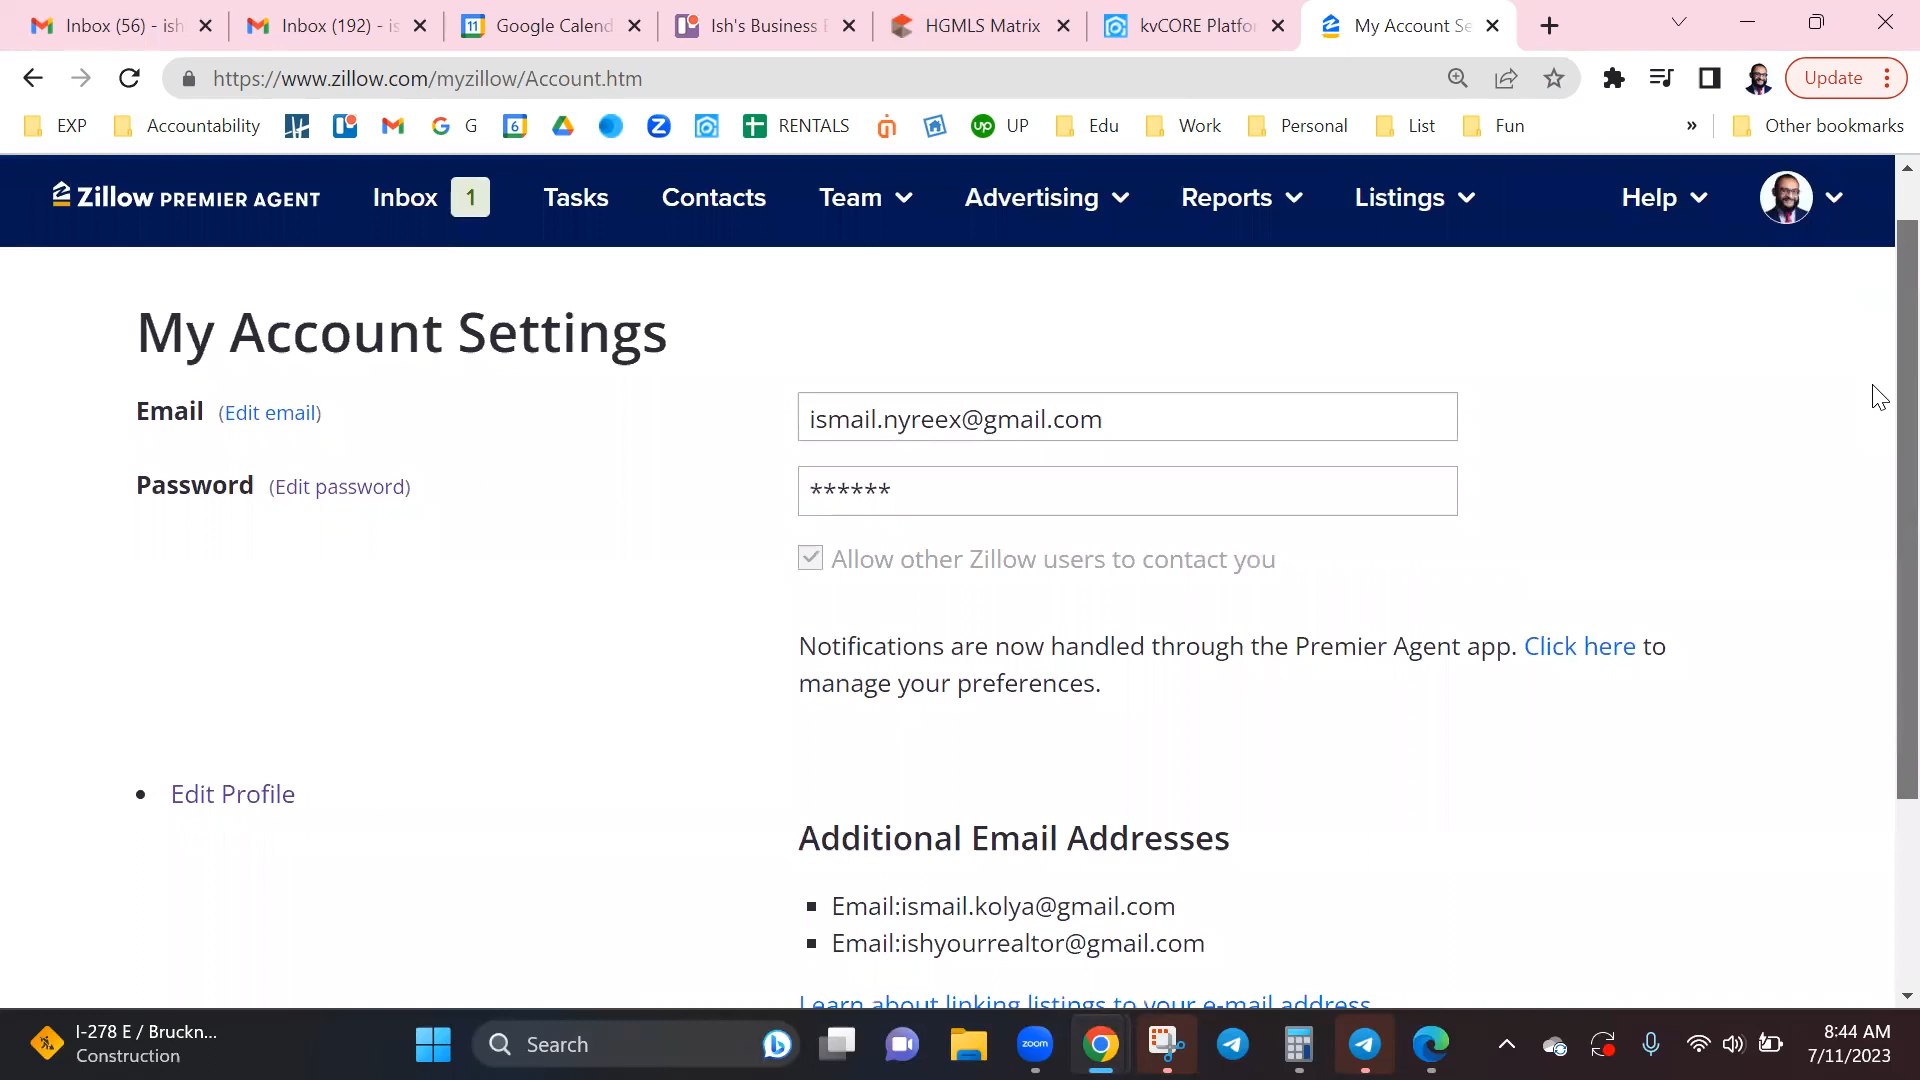 Inbox (56) - ish
Inbox (192) - is
Google Calend
Ish's Business
HGMLS Matrix
kvCORE Platfo
My Account Se
https://www.zillow.com/myzillow/Account.htm
Update
EXP
Accountability
G
RENTALS
UP
Edu
Work
Personal
List
Fun
»
Other bookmarks
Zillow PREMIER AGENT
Inbox 1
Tasks
Contacts
Team
Advertising
Reports
Listings
Help
My Account Settings
Email (Edit email)
ismail.nyreex@gmail.com
Password (Edit password)
******
Allow other Zillow users to contact you
Notifications are now handled through the Premier Agent app. Click here to
manage your preferences.
• Edit Profile
Additional Email Addresses
▪ Email:ismail.kolya@gmail.com
▪ Email:ishyourrealtor@gmail.com
Learn about linking listings to your e-mail address
I-278 E / Bruckn...
Construction
Search
zoom
8:44 AM
7/11/2023